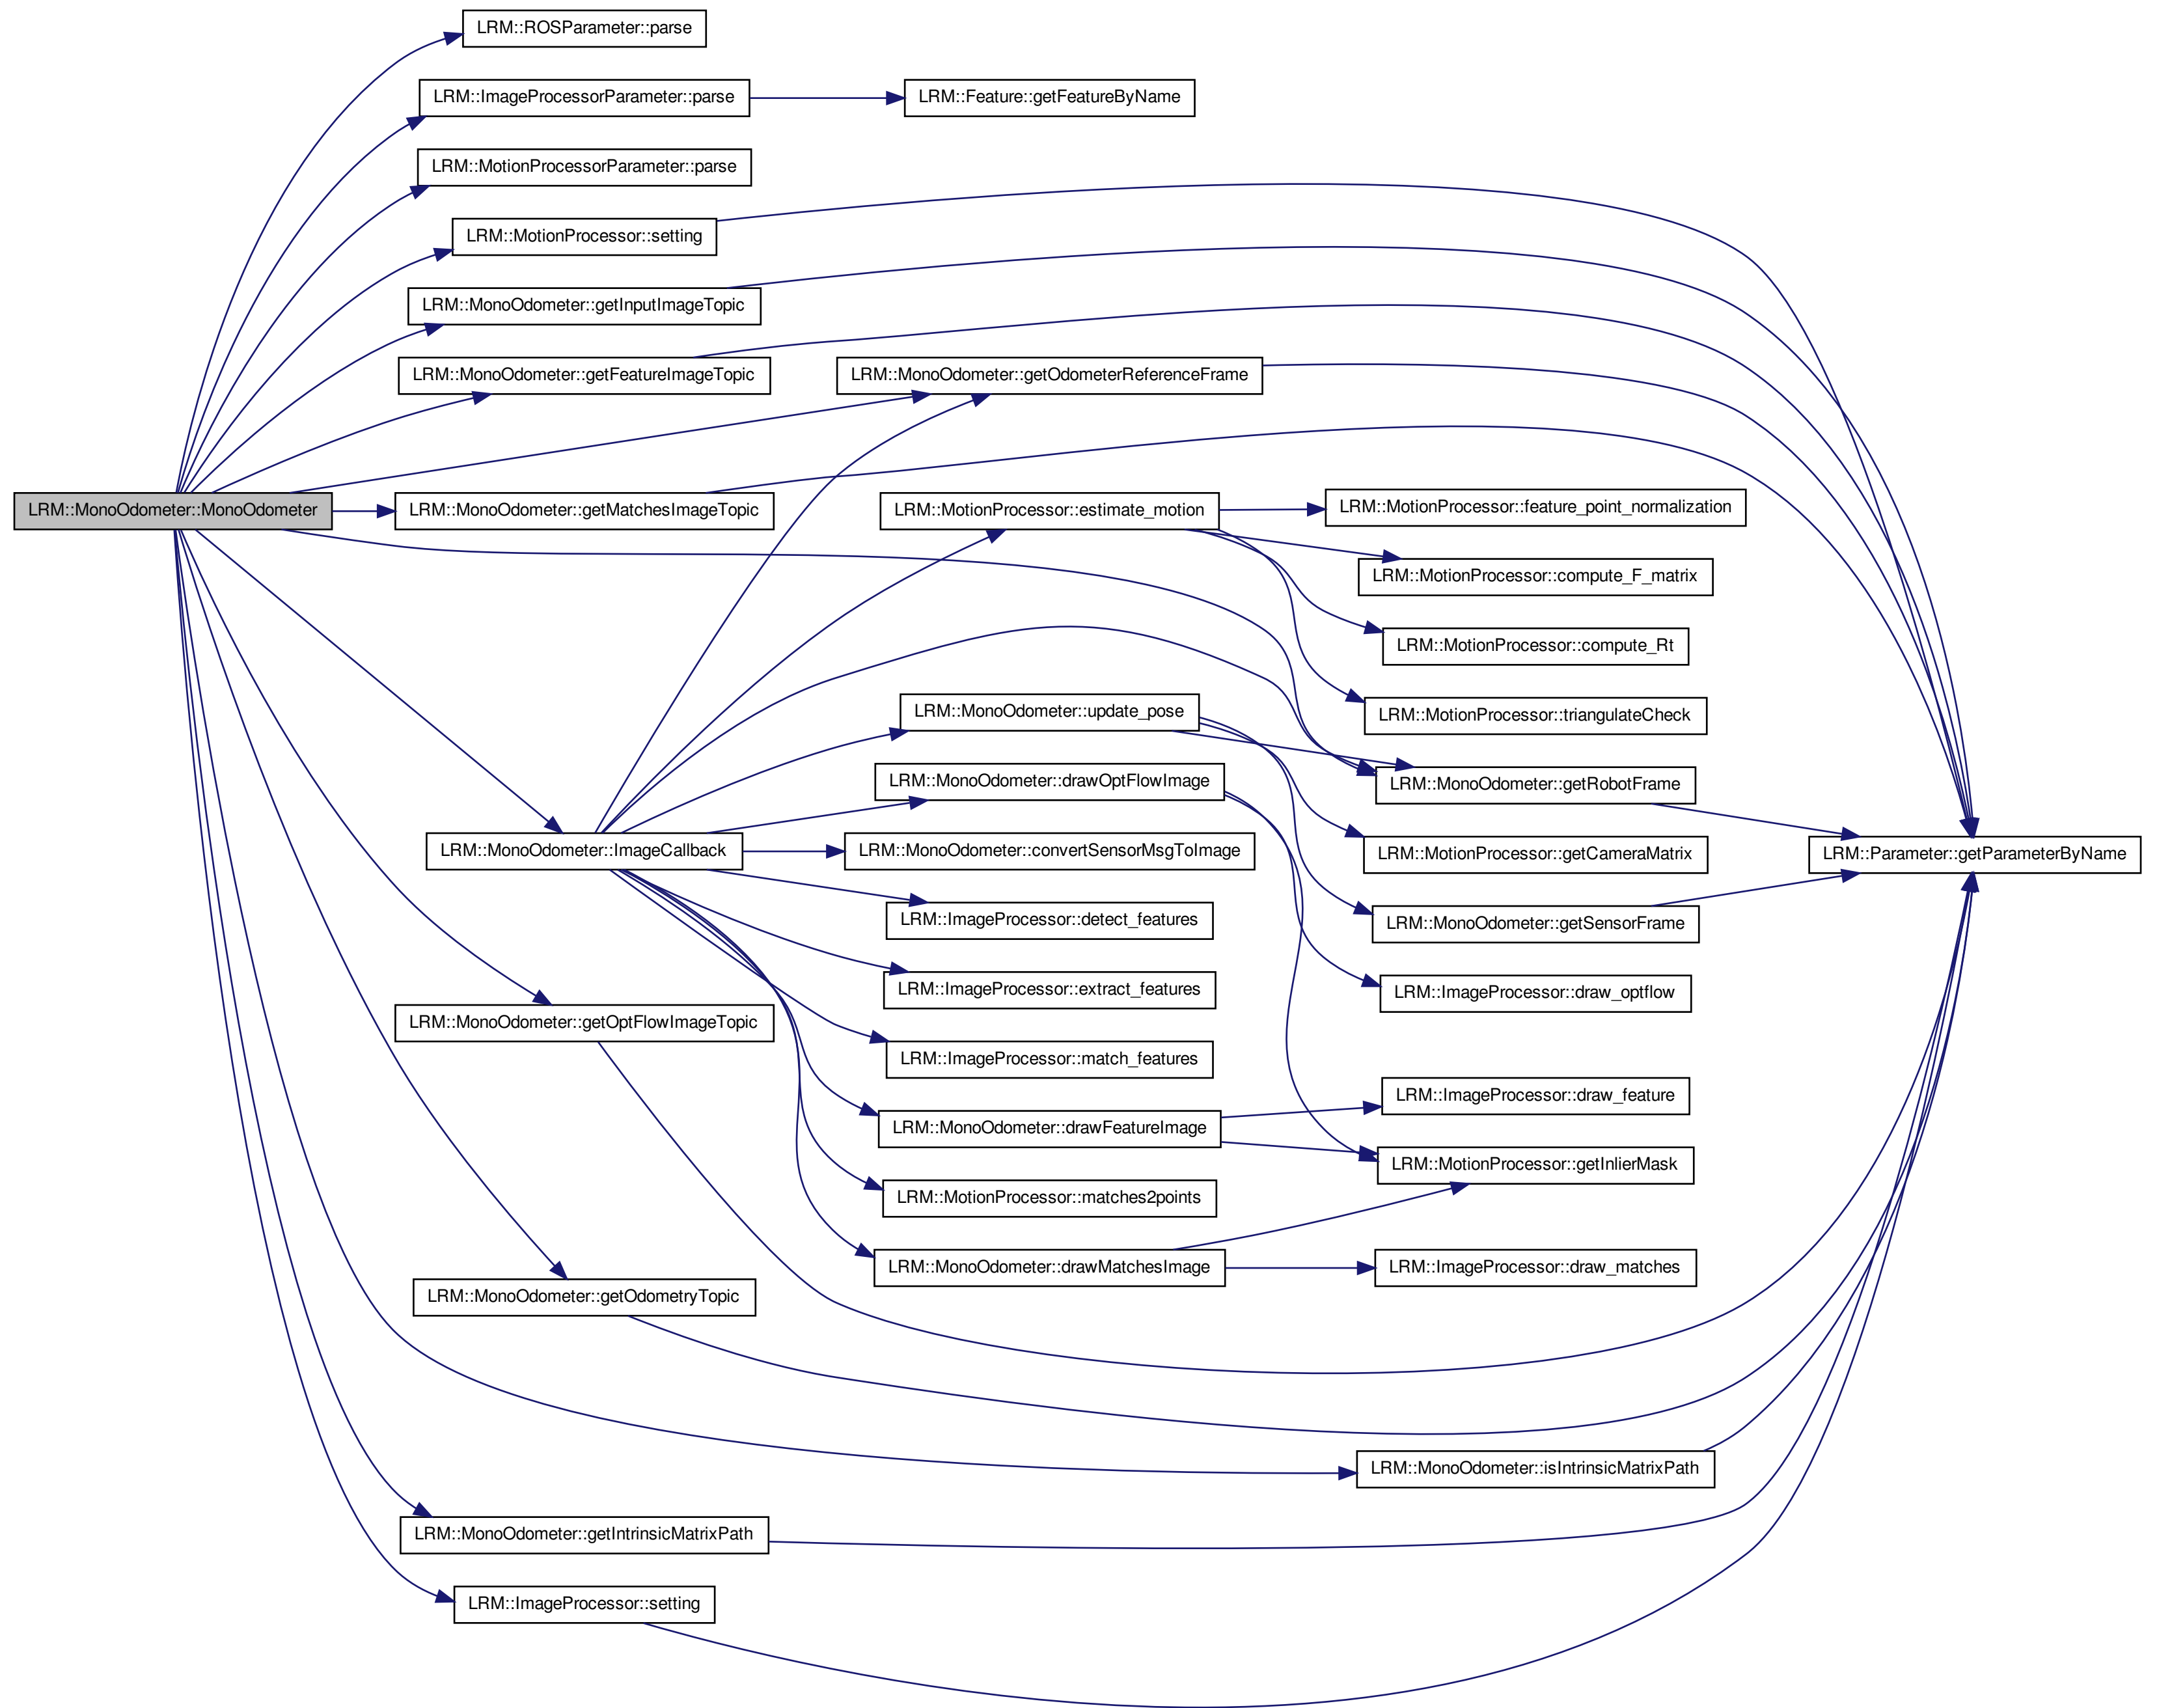 LRM::ROSParameter::parse
LRM::ImageProcessorParameter::parse
LRM::Feature::getFeatureByName
LRM::MotionProcessorParameter::parse
LRM::MotionProcessor::setting
LRM::MonoOdometer::getInputImageTopic
LRM::MonoOdometer::getFeatureImageTopic
LRM::MonoOdometer::getOdometerReferenceFrame
LRM::MonoOdometer::MonoOdometer
LRM::MonoOdometer::getMatchesImageTopic
LRM::MotionProcessor::estimate_motion
LRM::MotionProcessor::feature_point_normalization
LRM::MotionProcessor::compute_F_matrix
LRM::MotionProcessor::compute_Rt
LRM::MonoOdometer::update_pose
LRM::MotionProcessor::triangulateCheck
LRM::MonoOdometer::drawOptFlowImage
LRM::MonoOdometer::getRobotFrame
LRM::MonoOdometer::ImageCallback
LRM::MonoOdometer::convertSensorMsgToImage
LRM::MotionProcessor::getCameraMatrix
LRM::Parameter::getParameterByName
LRM::ImageProcessor::detect_features
LRM::MonoOdometer::getSensorFrame
LRM::ImageProcessor::extract_features
LRM::ImageProcessor::draw_optflow
LRM::MonoOdometer::getOptFlowImageTopic
LRM::ImageProcessor::match_features
LRM::ImageProcessor::draw_feature
LRM::MonoOdometer::drawFeatureImage
LRM::MotionProcessor::getInlierMask
LRM::MotionProcessor::matches2points
LRM::MonoOdometer::drawMatchesImage
LRM::ImageProcessor::draw_matches
LRM::MonoOdometer::getOdometryTopic
LRM::MonoOdometer::isIntrinsicMatrixPath
LRM::MonoOdometer::getIntrinsicMatrixPath
LRM::ImageProcessor::setting